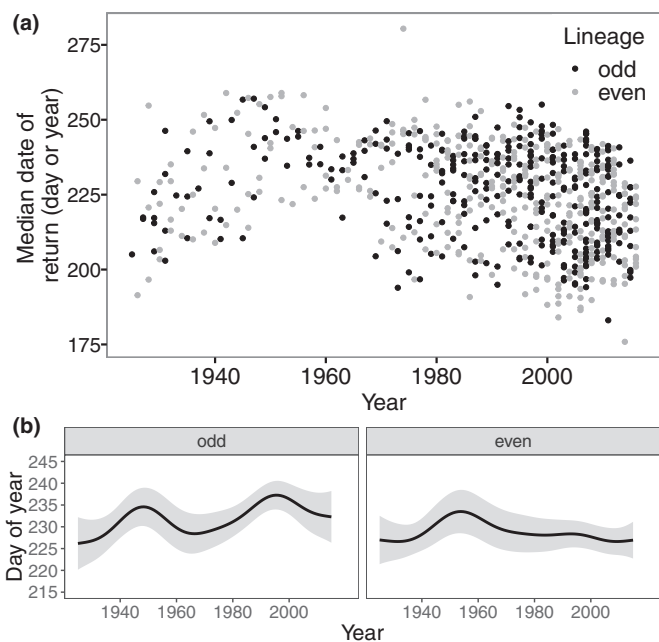 (a)
Lineage
odd
even
Median date of
return (day or year)
275
250
225
200
175
1940
1960
1980
2000
Year
(b)
odd
even
Day of year
245
240
235
230
225
220
215
1940
1960
1980
2000
1940
1960
1980
2000
Year